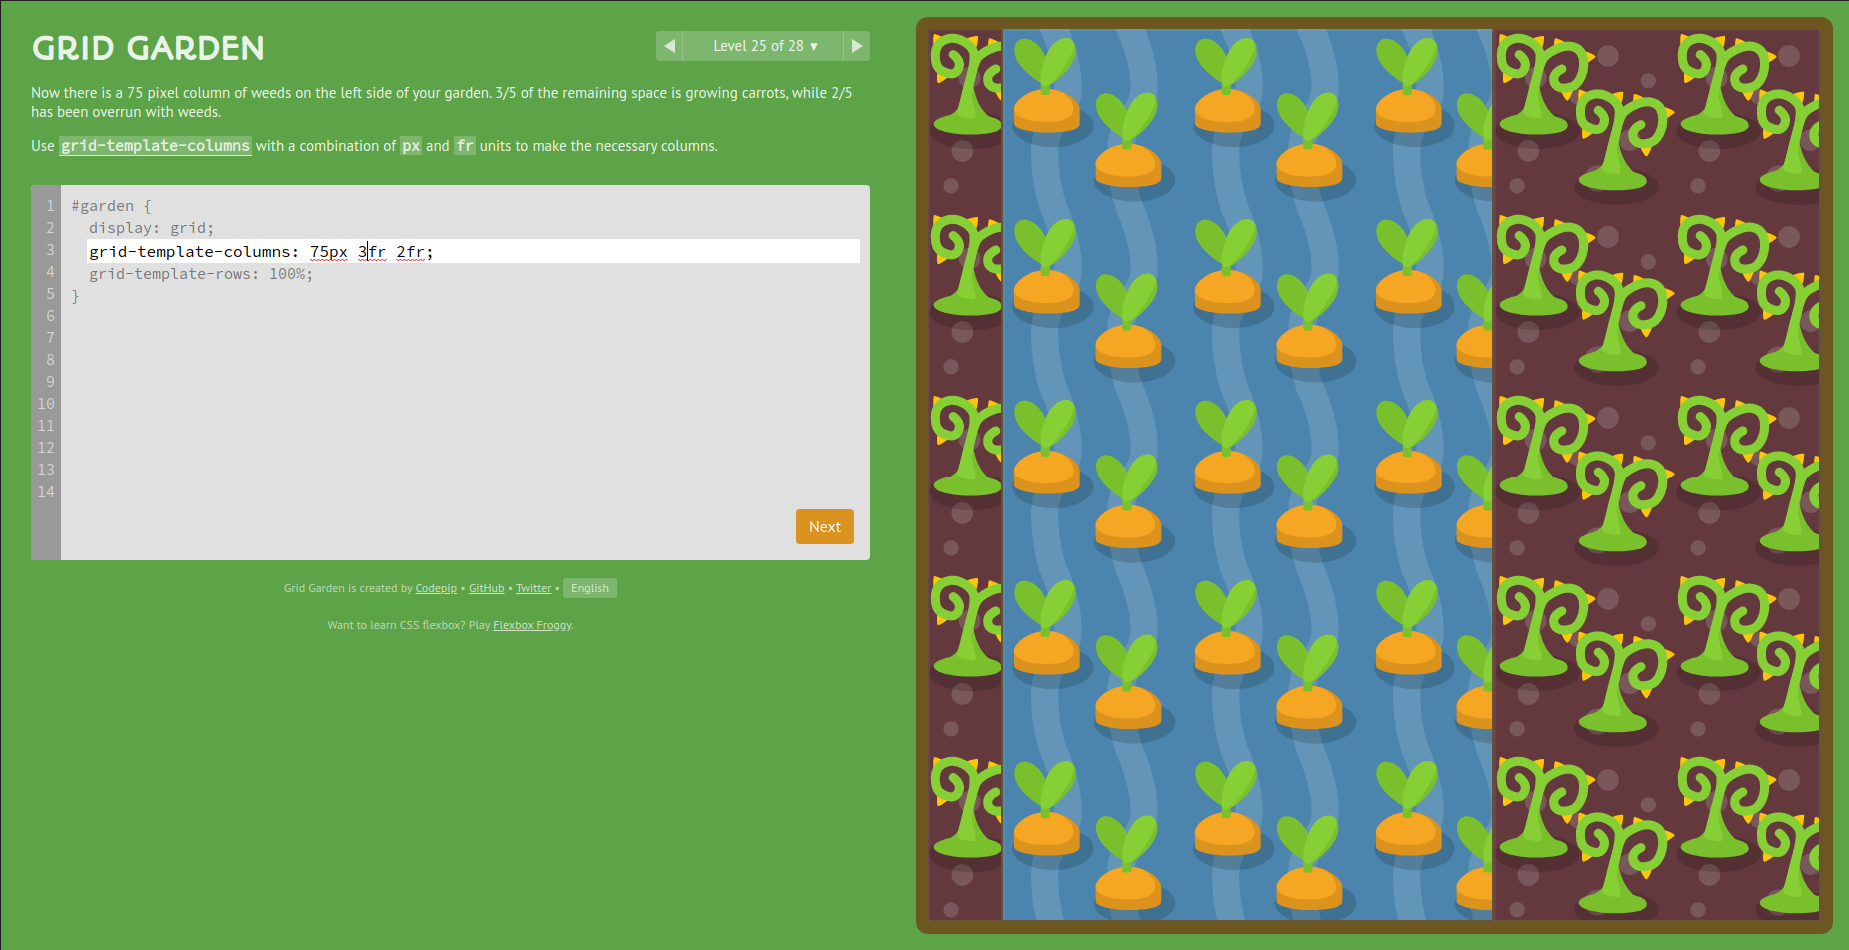 GRID GARDEN
◀ Level 25 of 28 ▾ ▶
Now there is a 75 pixel column of weeds on the left side of your garden. 3/5 of the remaining space is growing carrots, while 2/5
has been overrun with weeds.
Use grid-template-columns with a combination of px and fr units to make the necessary columns.
1 #garden {
2 display: grid;
3 grid-template-columns: 75px 3fr 2fr;
4 grid-template-rows: 100%;
5 }
6
7
8
9
10
11
12
13
14
Next
Grid Garden is created by Codepip • GitHub • Twitter • English
Want to learn CSS flexbox? Play Flexbox Froggy.